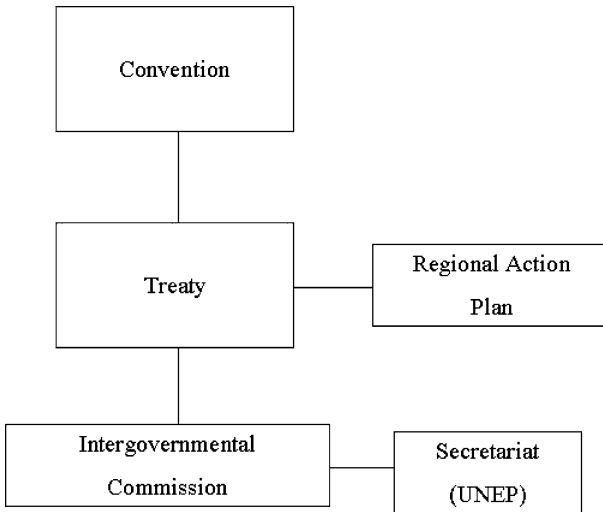 Convention
Treaty
Regional Action
Plan
Intergovernmental
Commission
Secretariat
(UNEP)